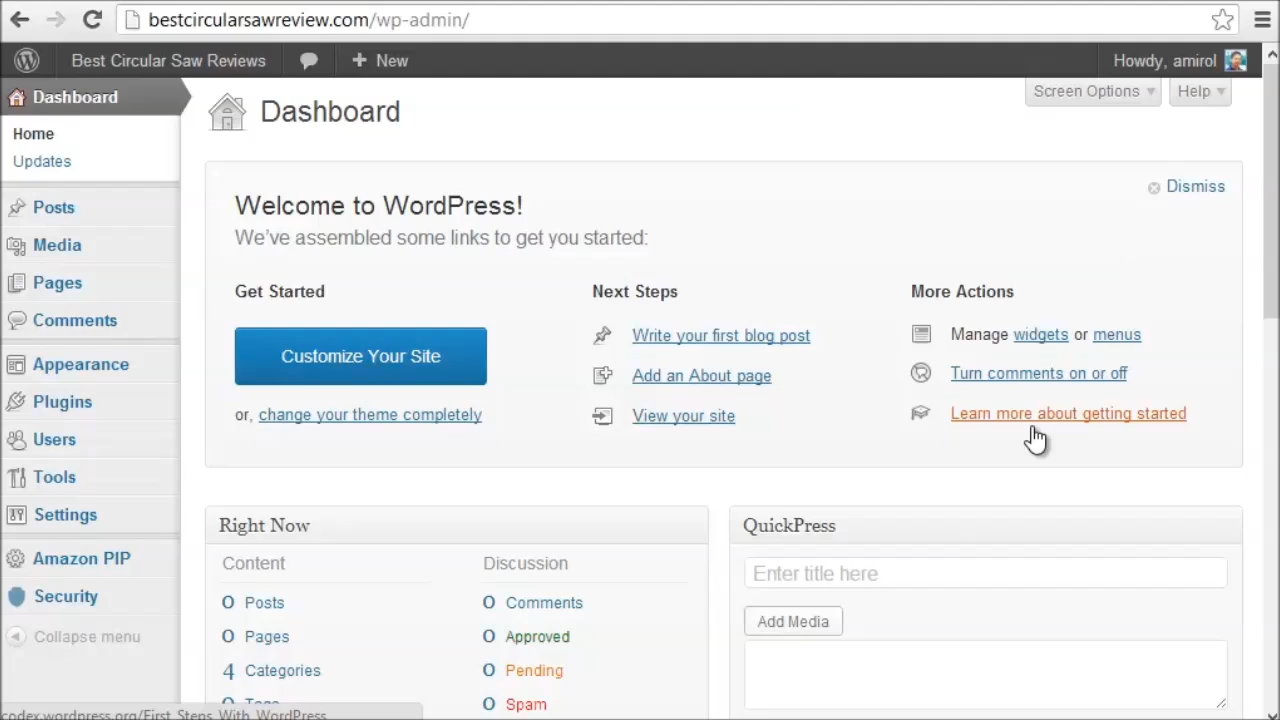 bestcircularsawreview.com/wp-admin/
Best Circular Saw Reviews
New
Howdy, amirol
Dashboard
Home
Updates
Posts
Media
Pages
Comments
Appearance
Plugins
Users
Tools
Settings
Amazon PIP
Security
Collapse menu
Dashboard
Screen Options
Help
Dismiss
Welcome to WordPress!
We've assembled some links to get you started:
Get Started
Customize Your Site
or, change your theme completely
Next Steps
Write your first blog post
Add an About page
View your site
More Actions
Manage widgets or menus
Turn comments on or off
Learn more about getting started
Right Now
Content
0 Posts
0 Pages
4 Categories
0 Tags
Discussion
0 Comments
0 Approved
0 Pending
0 Spam
QuickPress
Enter title here
Add Media
codex.wordpress.org/First_Steps_With_WordPress